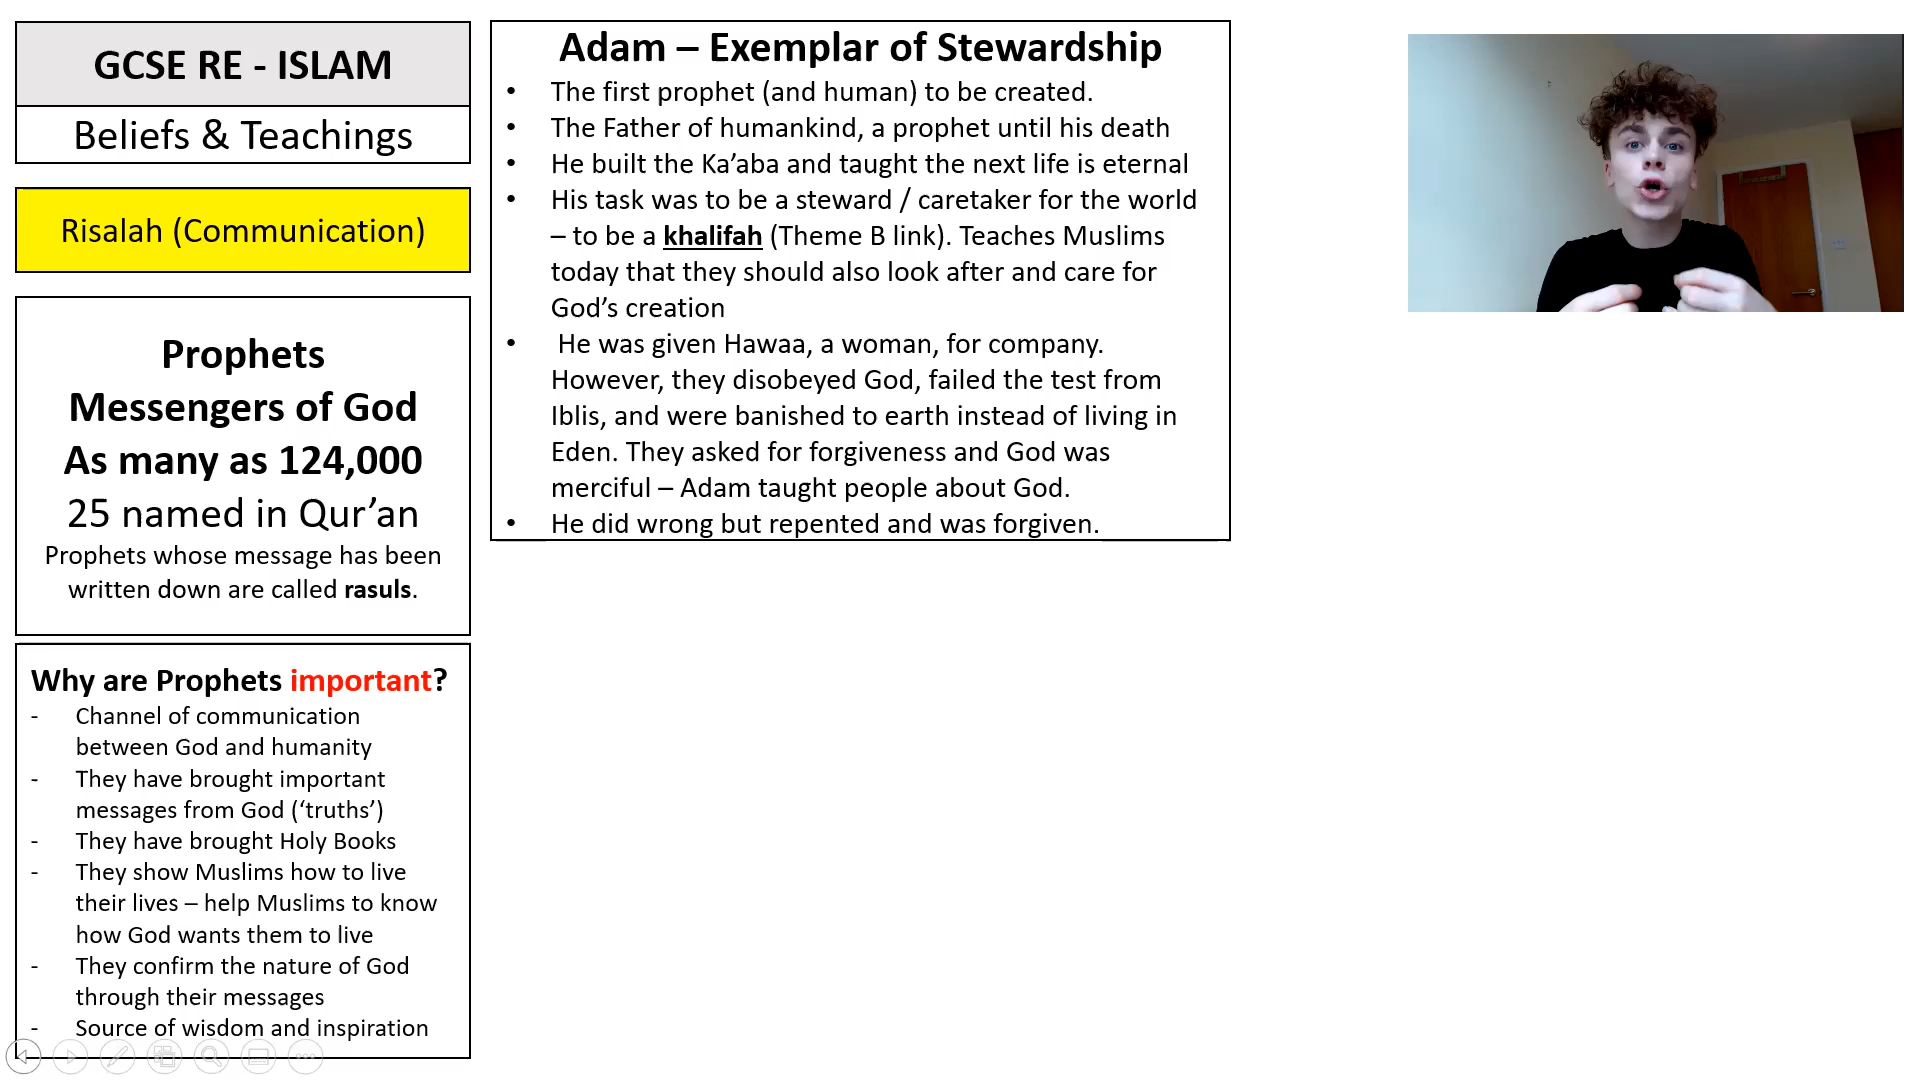 GCSE RE - ISLAM
Beliefs & Teachings
Risalah (Communication)
Prophets
Messengers of God
As many as 124,000
25 named in Qur’an
Prophets whose message has been
written down are called rasuls.
Why are Prophets important?
- Channel of communication
between God and humanity
- They have brought important
messages from God (‘truths’)
- They have brought Holy Books
- They show Muslims how to live
their lives – help Muslims to know
how God wants them to live
- They confirm the nature of God
through their messages
- Source of wisdom and inspiration
Adam – Exemplar of Stewardship
• The first prophet (and human) to be created.
• The Father of humankind, a prophet until his death
• He built the Ka’aba and taught the next life is eternal
• His task was to be a steward / caretaker for the world
– to be a khalifah (Theme B link). Teaches Muslims
today that they should also look after and care for
God’s creation
• He was given Hawaa, a woman, for company.
However, they disobeyed God, failed the test from
Iblis, and were banished to earth instead of living in
Eden. They asked for forgiveness and God was
merciful – Adam taught people about God.
• He did wrong but repented and was forgiven.